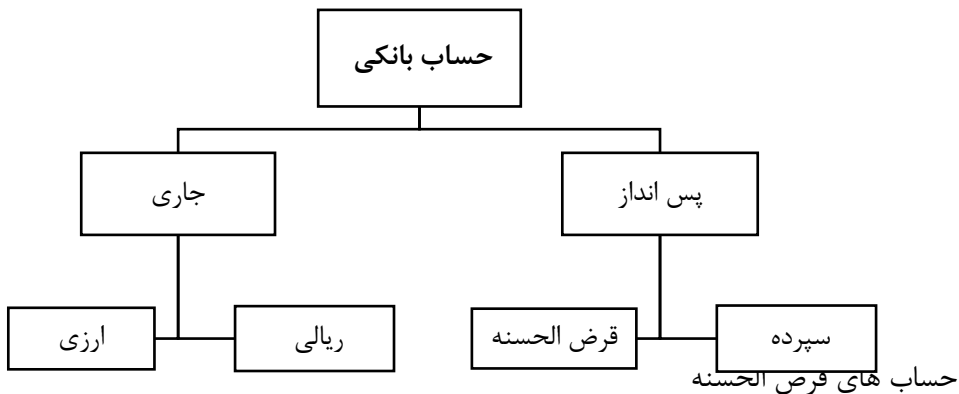 حساب بانکی
پس انداز
جاری
سپرده
قرض الحسنه
ریالی
ارزی
حساب های قرض الحسنه